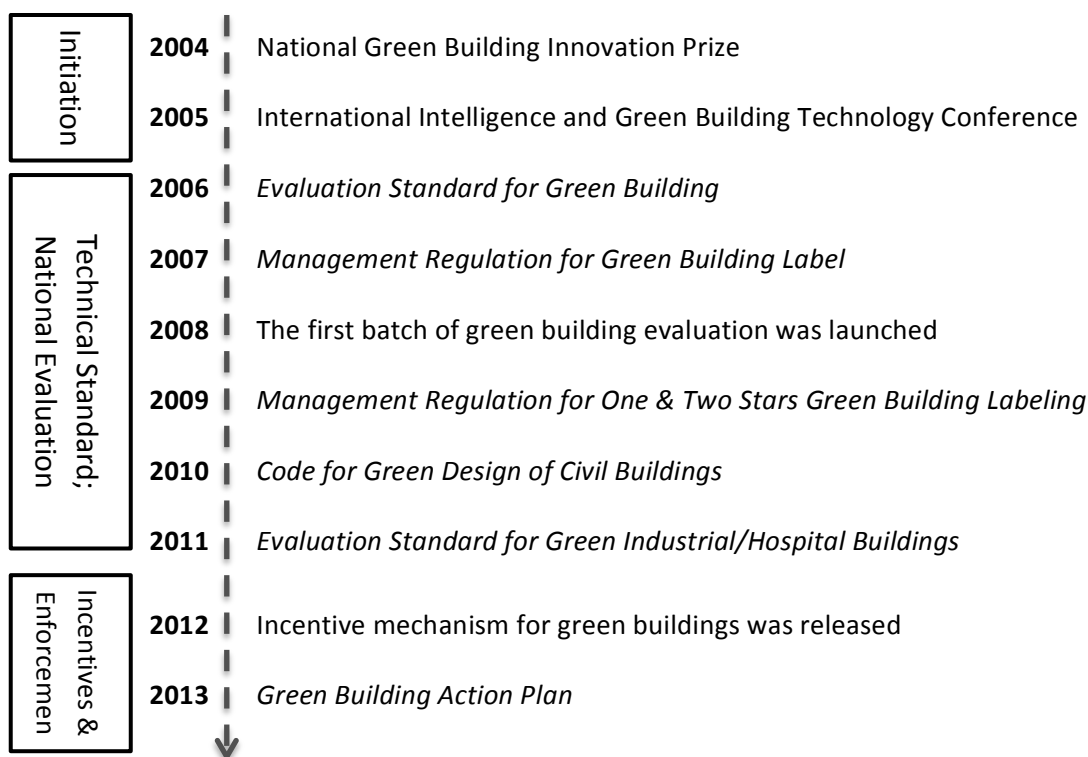 Initiation
2004 National Green Building Innovation Prize
2005 International Intelligence and Green Building Technology Conference
Technical Standard;
National Evaluation
2006 Evaluation Standard for Green Building
2007 Management Regulation for Green Building Label
2008 The first batch of green building evaluation was launched
2009 Management Regulation for One & Two Stars Green Building Labeling
2010 Code for Green Design of Civil Buildings
2011 Evaluation Standard for Green Industrial/Hospital Buildings
Incentives &
Enforcemen
2012 Incentive mechanism for green buildings was released
2013 Green Building Action Plan